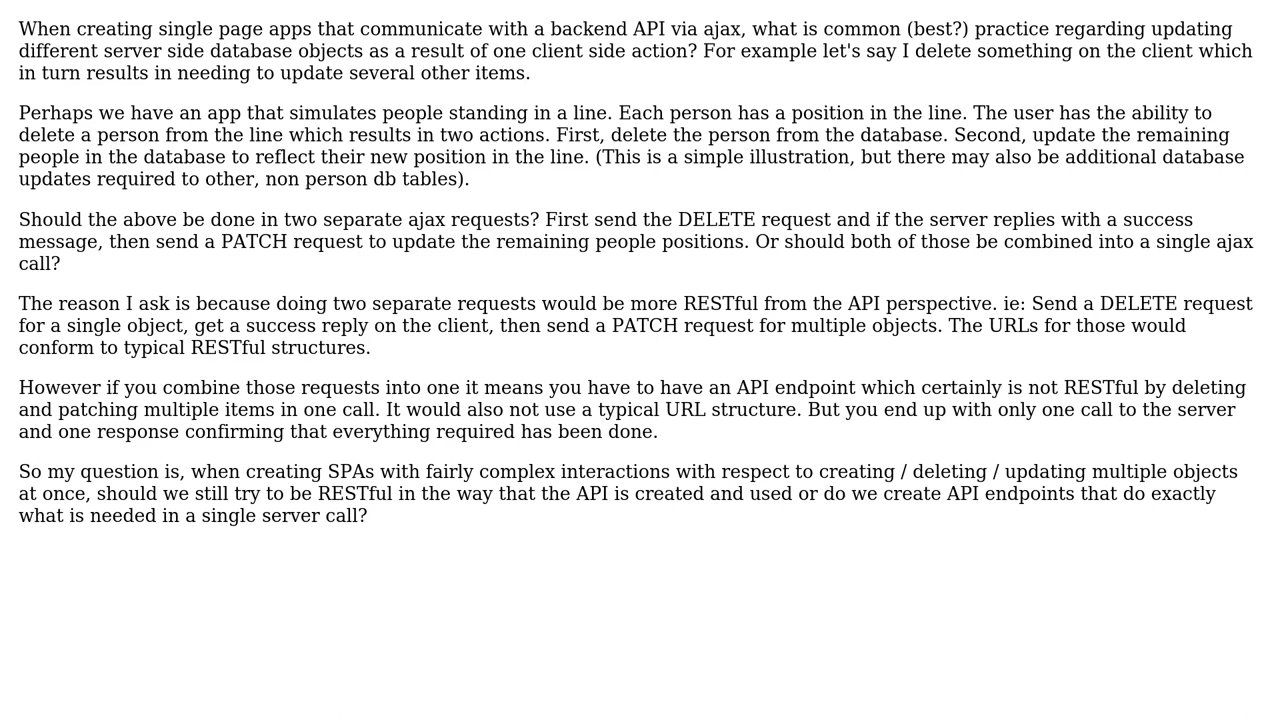 When creating single page apps that communicate with a backend API via ajax, what is common (best?) practice regarding updating
different server side database objects as a result of one client side action? For example let's say I delete something on the client which
in turn results in needing to update several other items.
Perhaps we have an app that simulates people standing in a line. Each person has a position in the line. The user has the ability to
delete a person from the line which results in two actions. First, delete the person from the database. Second, update the remaining
people in the database to reflect their new position in the line. (This is a simple illustration, but there may also be additional database
updates required to other, non person db tables).
Should the above be done in two separate ajax requests? First send the DELETE request and if the server replies with a success
message, then send a PATCH request to update the remaining people positions. Or should both of those be combined into a single ajax
call?
The reason I ask is because doing two separate requests would be more RESTful from the API perspective. ie: Send a DELETE request
for a single object, get a success reply on the client, then send a PATCH request for multiple objects. The URLs for those would
conform to typical RESTful structures.
However if you combine those requests into one it means you have to have an API endpoint which certainly is not RESTful by deleting
and patching multiple items in one call. It would also not use a typical URL structure. But you end up with only one call to the server
and one response confirming that everything required has been done.
So my question is, when creating SPAs with fairly complex interactions with respect to creating / deleting / updating multiple objects
at once, should we still try to be RESTful in the way that the API is created and used or do we create API endpoints that do exactly
what is needed in a single server call?